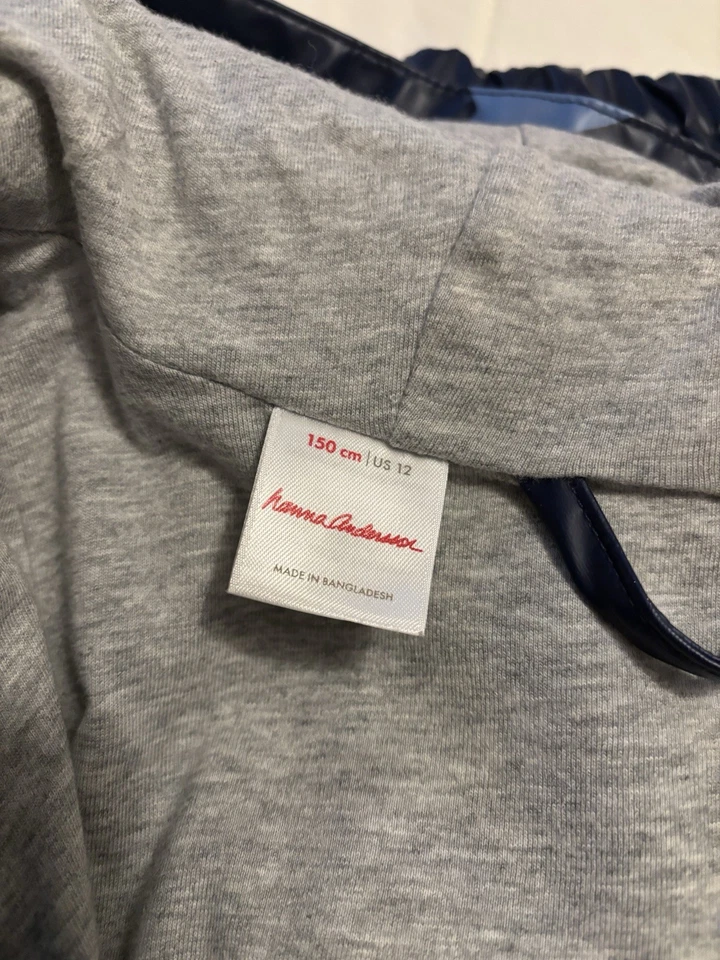 150 cm | US 12
hanna Andersson
MADE IN BANGLADESH